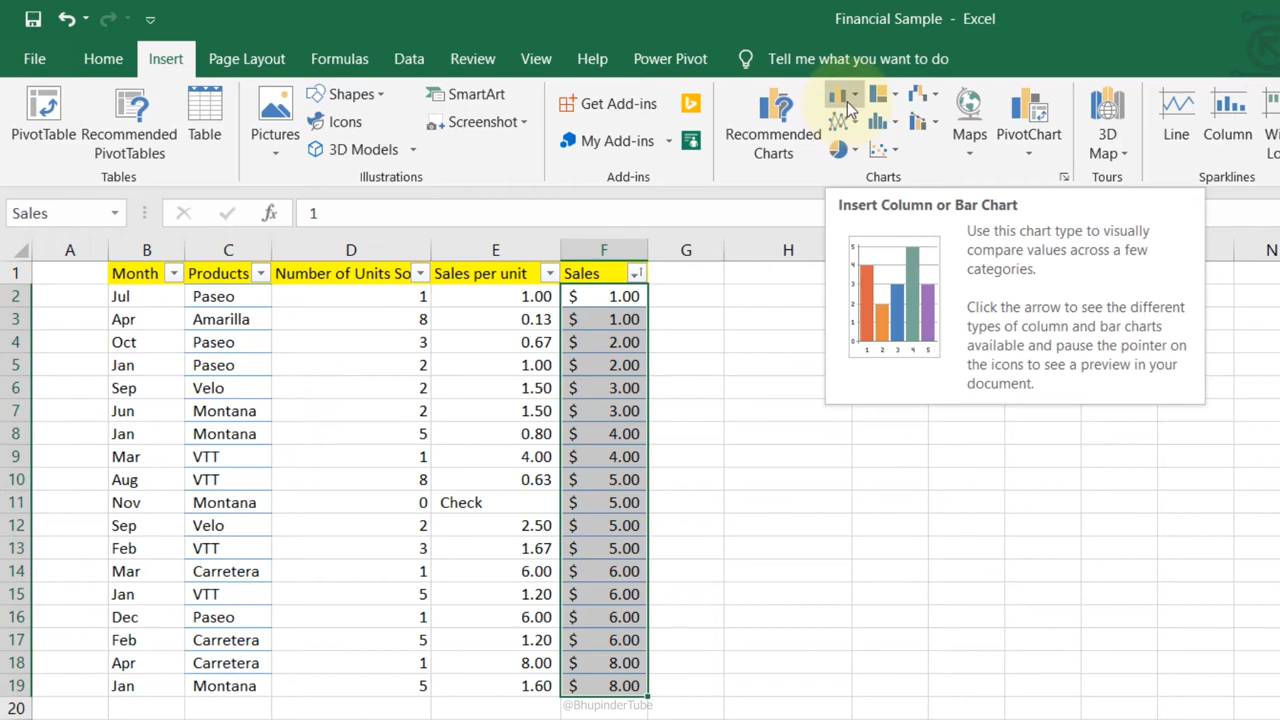 Financial Sample - Excel
File Home Insert Page Layout Formulas Data Review View Help Power Pivot Tell me what you want to do
PivotTable
Recommended
PivotTables
Table
Tables
Pictures
Shapes
Icons
3D Models
SmartArt
Screenshot
Illustrations
Get Add-ins
My Add-ins
Add-ins
Recommended
Charts
Maps
PivotChart
Charts
3D
Map
Tours
Line
Column
Sparklines
Sales fx 1
Insert Column or Bar Chart
Use this chart type to visually
compare values across a few
categories.
Click the arrow to see the different
types of column and bar charts
available and pause the pointer on
the icons to see a preview in your
document.
5
4
3
2
1
0
1 2 3 4 5
A B C D E F G H N
1 Month Products Number of Units So Sales per unit Sales
2 Jul Paseo 1 1.00 $ 1.00
3 Apr Amarilla 8 0.13 $ 1.00
4 Oct Paseo 3 0.67 $ 2.00
5 Jan Paseo 2 1.00 $ 2.00
6 Sep Velo 2 1.50 $ 3.00
7 Jun Montana 2 1.50 $ 3.00
8 Jan Montana 5 0.80 $ 4.00
9 Mar VTT 1 4.00 $ 4.00
10 Aug VTT 8 0.63 $ 5.00
11 Nov Montana 0 Check $ 5.00
12 Sep Velo 2 2.50 $ 5.00
13 Feb VTT 3 1.67 $ 5.00
14 Mar Carretera 1 6.00 $ 6.00
15 Jan VTT 5 1.20 $ 6.00
16 Dec Paseo 1 6.00 $ 6.00
17 Feb Carretera 5 1.20 $ 6.00
18 Apr Carretera 1 8.00 $ 8.00
19 Jan Montana 5 1.60 $ 8.00
20
@BhupinderTube